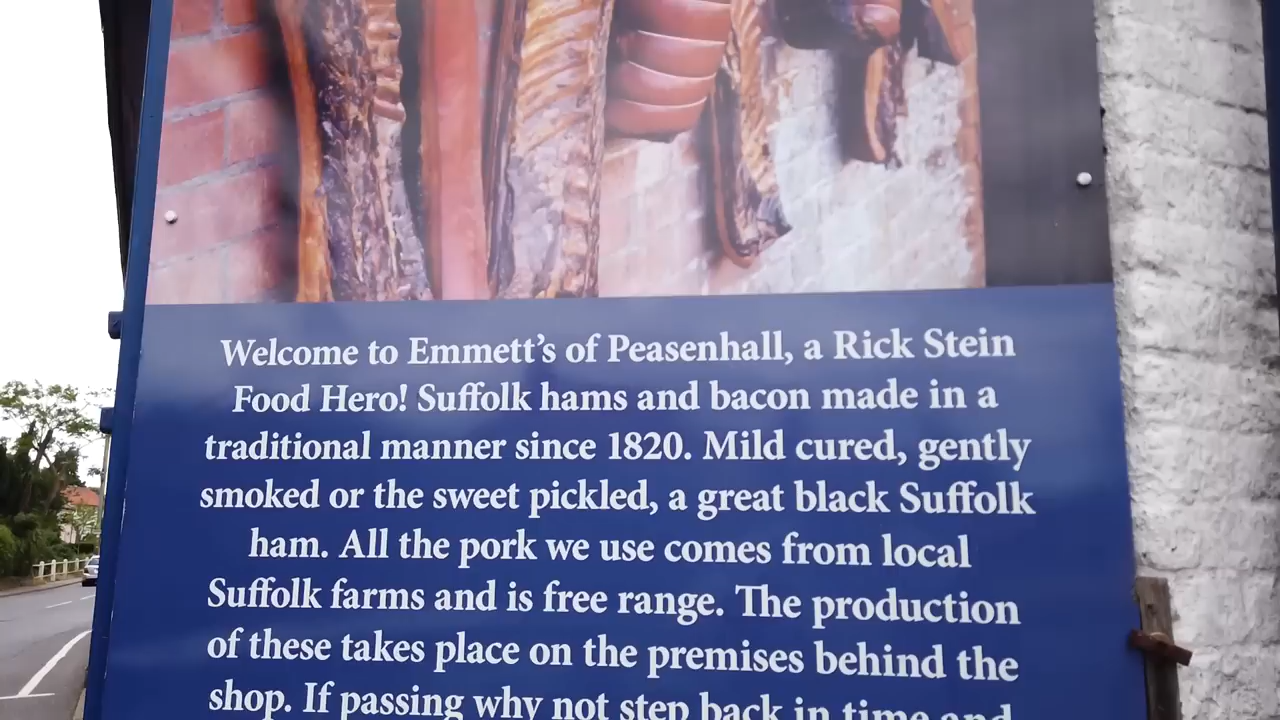 Welcome to Emmett's of Peasenhall, a Rick Stein
Food Hero! Suffolk hams and bacon made in a
traditional manner since 1820. Mild cured, gently
smoked or the sweet pickled, a great black Suffolk
ham. All the pork we use comes from local
Suffolk farms and is free range. The production
of these takes place on the premises behind the
shop. If passing why not step back in time and